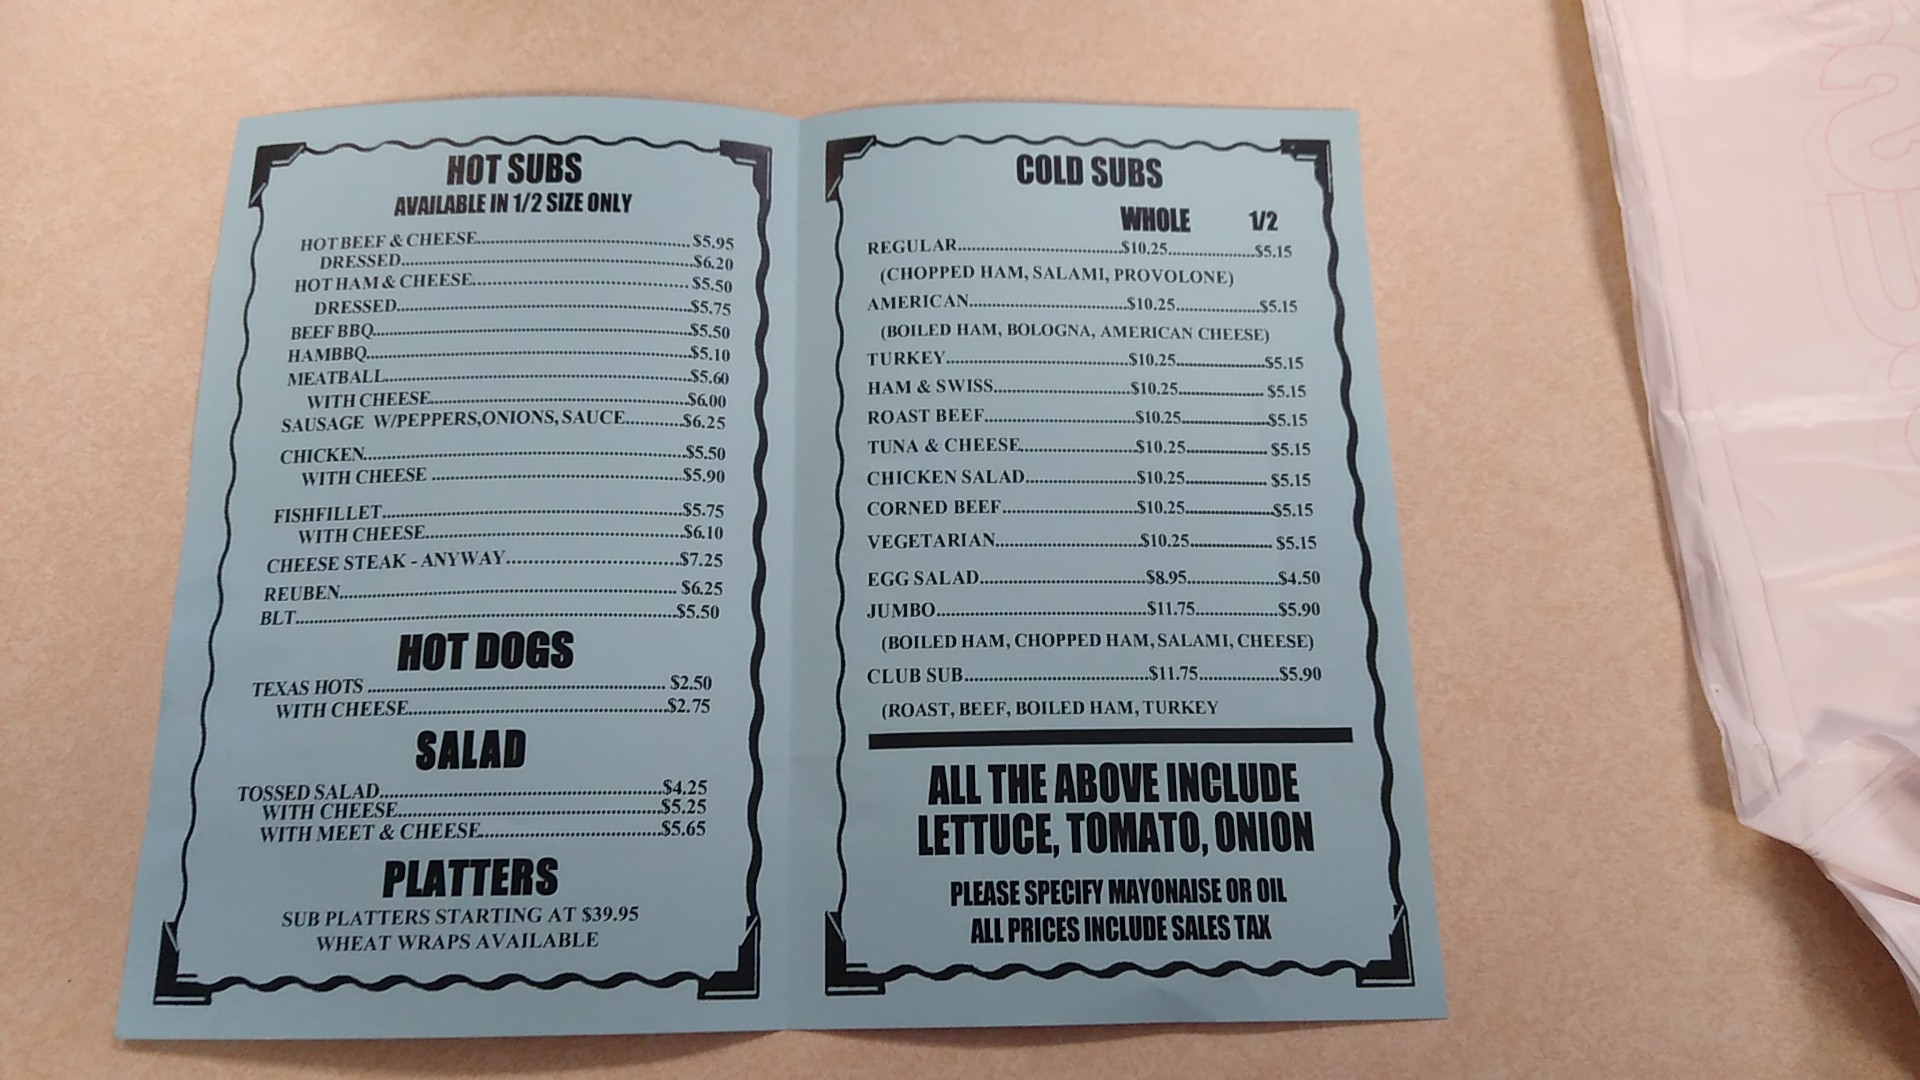 HOT SUBS
AVAILABLE IN 1/2 SIZE ONLY
HOT BEEF & CHEESE $5.95
DRESSED $6.20
HOT HAM & CHEESE $5.50
DRESSED $5.75
BEEF BBQ $5.50
HAMBBQ $5.10
MEATBALL $5.60
WITH CHEESE $6.00
SAUSAGE W/PEPPERS,ONIONS,SAUCE $6.25
CHICKEN $5.50
WITH CHEESE $5.90
FISHFILLET $5.75
WITH CHEESE $6.10
CHEESE STEAK - ANYWAY $7.25
REUBEN $6.25
BLT $5.50
HOT DOGS
TEXAS HOTS $2.50
WITH CHEESE $2.75
SALAD
TOSSED SALAD $4.25
WITH CHEESE $5.25
WITH MEET & CHEESE $5.65
PLATTERS
SUB PLATTERS STARTING AT $39.95
WHEAT WRAPS AVAILABLE
COLD SUBS
WHOLE 1/2
REGULAR $10.25 $5.15
(CHOPPED HAM, SALAMI, PROVOLONE)
AMERICAN $10.25 $5.15
(BOILED HAM, BOLOGNA, AMERICAN CHEESE)
TURKEY $10.25 $5.15
HAM & SWISS $10.25 $5.15
ROAST BEEF $10.25 $5.15
TUNA & CHEESE $10.25 $5.15
CHICKEN SALAD $10.25 $5.15
CORNED BEEF $10.25 $5.15
VEGETARIAN $10.25 $5.15
EGG SALAD $8.95 $4.50
JUMBO $11.75 $5.90
(BOILED HAM, CHOPPED HAM, SALAMI, CHEESE)
CLUB SUB $11.75 $5.90
(ROAST, BEEF, BOILED HAM, TURKEY
ALL THE ABOVE INCLUDE
LETTUCE, TOMATO, ONION
PLEASE SPECIFY MAYONAISE OR OIL
ALL PRICES INCLUDE SALES TAX